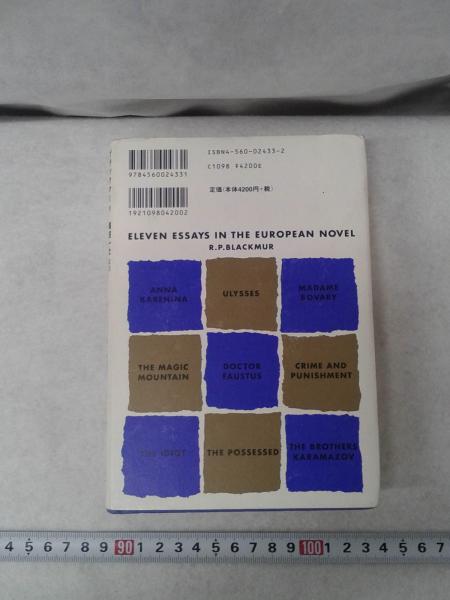 ISBN4-560-02433-2
C1098 ¥4200E
9784560024331
定価(本体4200円+税)
1921098042002
ELEVEN ESSAYS IN THE EUROPEAN NOVEL
R.P.BLACKMUR
ANNA
KARENINA
ULYSSES
MADAME
BOVARY
THE MAGIC
MOUNTAIN
DOCTOR
FAUSTUS
CRIME AND
PUNISHMENT
THE IDIOT
THE POSSESSED
THE BROTHERS
KARAMAZOV
4 5 6 7 8 9 90 1 2 3 4 5 6 7 8 9 100 1 2 3 4 5 6 7